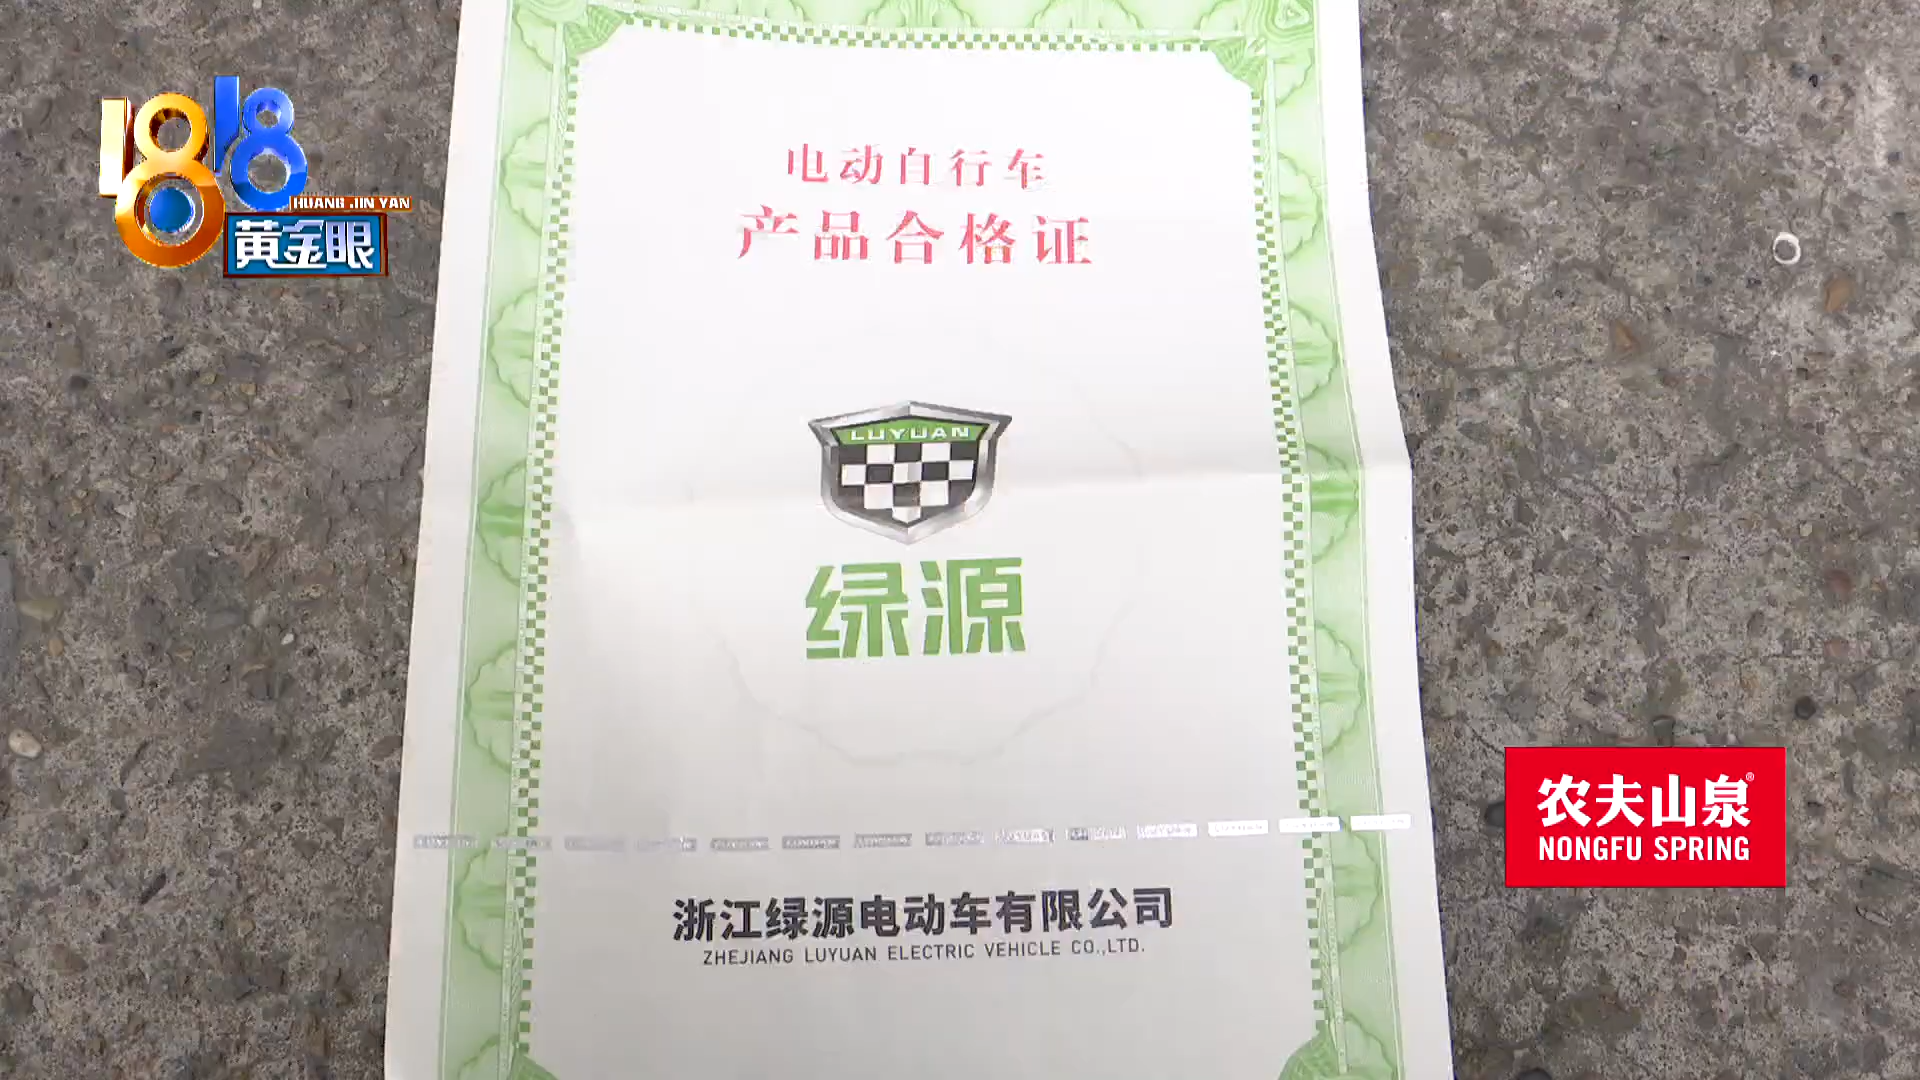 1818
HUANG JIN YAN
黄金眼
电动自行车
产品合格证
LUYUAN
绿源
浙江绿源电动车有限公司
ZHEJIANG LUYUAN ELECTRIC VEHICLE CO.,LTD.
农夫山泉®
NONGFU SPRING